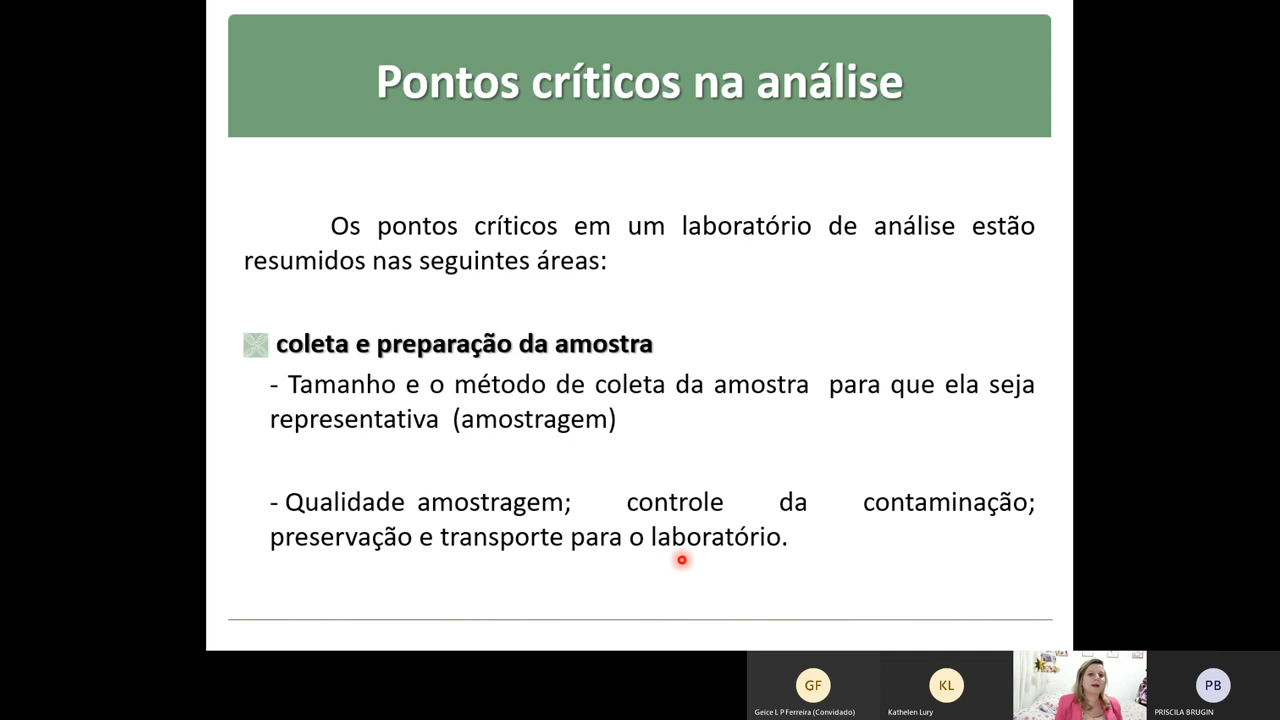 Pontos críticos na análise
Os pontos críticos em um laboratório de análise estão
resumidos nas seguintes áreas:
coleta e preparação da amostra
- Tamanho e o método de coleta da amostra para que ela seja
representativa (amostragem)
- Qualidade amostragem; controle da contaminação;
preservação e transporte para o laboratório.
GF
KL
PB
Geice L P Ferreira (Convidado)
Kathelen Lury
PRISCILA BRUGIN